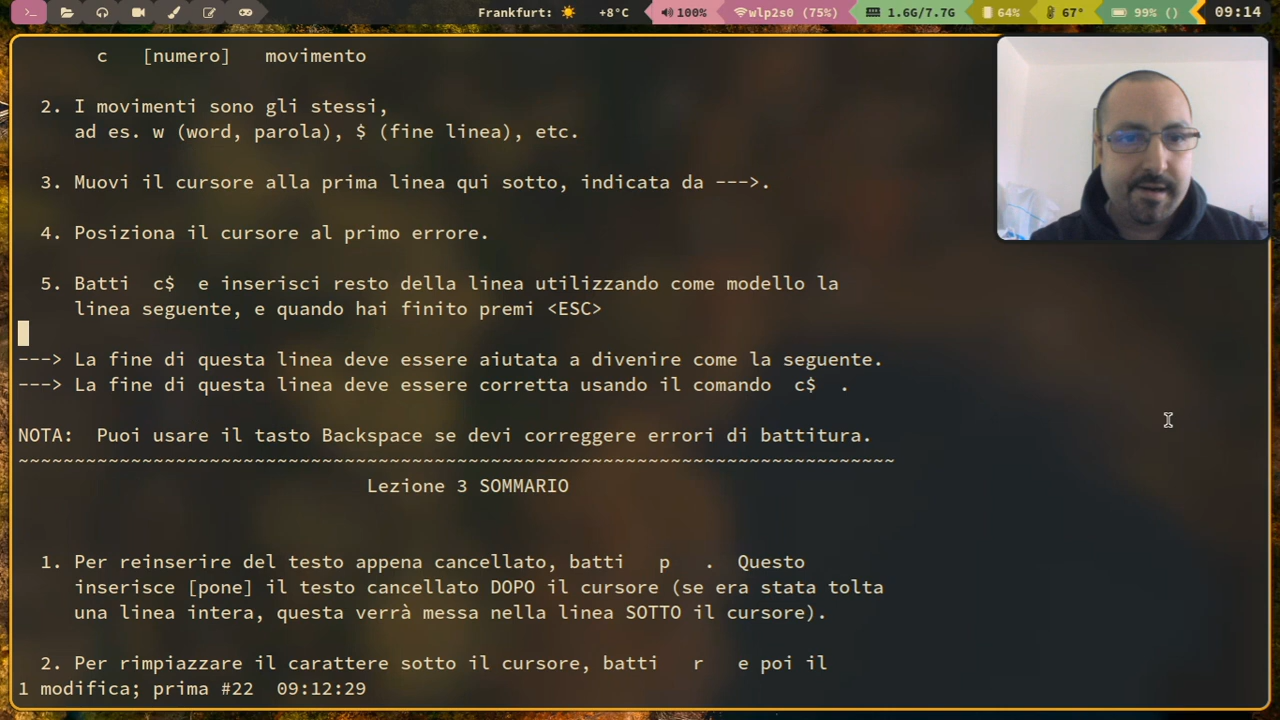 Frankfurt: +8°C 100% wlp2s0 (75%) 1.6G/7.7G 64% 67° 99% () 09:14
c [numero] movimento
2. I movimenti sono gli stessi,
ad es. w (word, parola), $ (fine linea), etc.
3. Muovi il cursore alla prima linea qui sotto, indicata da --->.
4. Posiziona il cursore al primo errore.
5. Batti c$ e inserisci resto della linea utilizzando come modello la
linea seguente, e quando hai finito premi <ESC>
---> La fine di questa linea deve essere aiutata a divenire come la seguente.
---> La fine di questa linea deve essere corretta usando il comando c$ .
NOTA: Puoi usare il tasto Backspace se devi correggere errori di battitura.
~~~~~~~~~~~~~~~~~~~~~~~~~~~~~~~~~~~~~~~~~~~~~~~~~~~~~~~~~~~~~~~~~~~~~~~~~~~~~~
Lezione 3 SOMMARIO
1. Per reinserire del testo appena cancellato, batti p . Questo
inserisce [pone] il testo cancellato DOPO il cursore (se era stata tolta
una linea intera, questa verrà messa nella linea SOTTO il cursore).
2. Per rimpiazzare il carattere sotto il cursore, batti r e poi il
1 modifica; prima #22 09:12:29